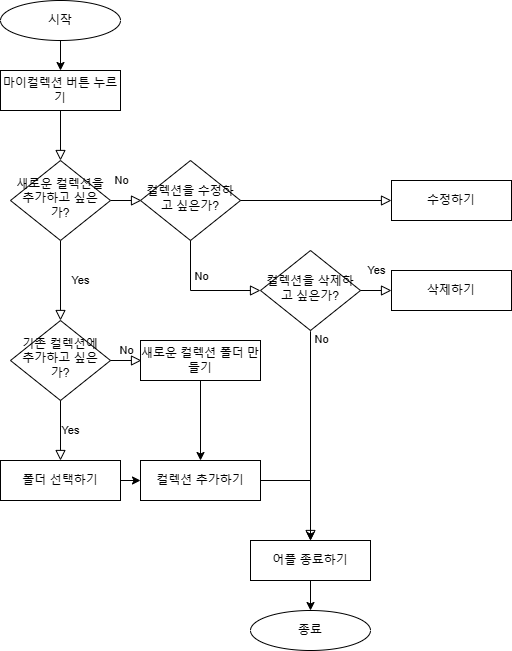 시작
마이컬렉션 버튼 누르
기
새로운 컬렉션을
추가하고 싶은
가?
No
컬렉션을 수정하
고 싶은가?
수정하기
Yes
No
컬렉션을 삭제하
고 싶은가?
Yes
삭제하기
기존 컬렉션에
추가하고 싶은
가?
No
새로운 컬렉션 폴더 만
들기
No
Yes
폴더 선택하기
컬렉션 추가하기
어플 종료하기
종료